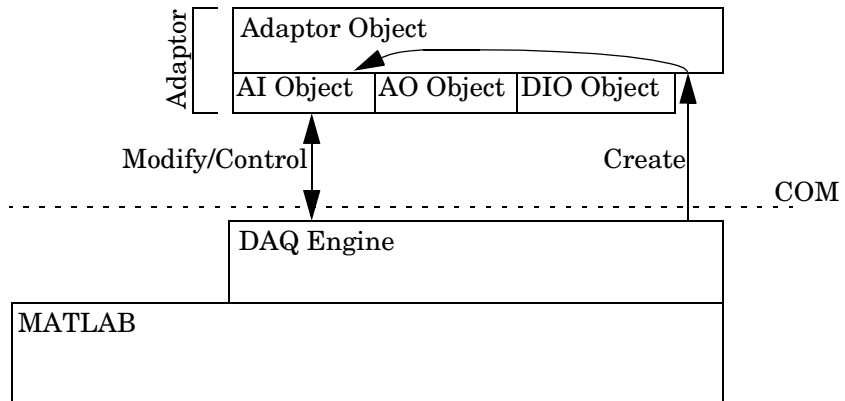 Adaptor
Adaptor Object
AI Object
AO Object
DIO Object
Modify/Control
Create
COM
DAQ Engine
MATLAB